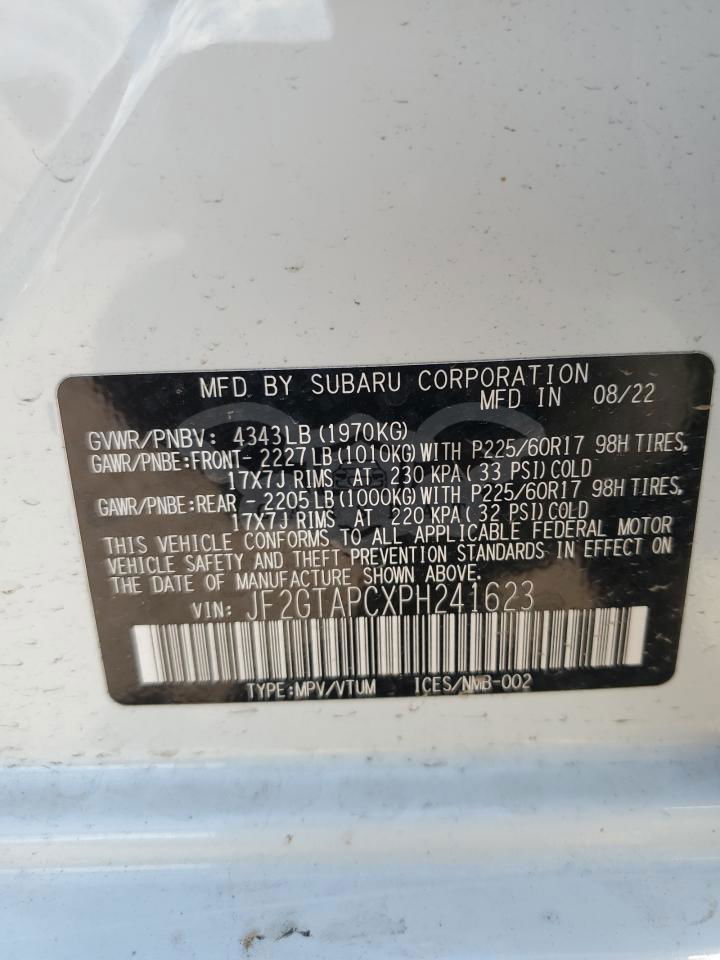 MFD BY SUBARU CORPORATION
MFD IN 08/22
GVWR/PNBV: 4343LB (1970KG)
GAWR/PNBE:FRONT- 2227LB (1010KG) WITH P225/60R17 98H TIRES,
17X7J RIMS AT 230 KPA (33 PSI) COLD
GAWR/PNBE:REAR - 2205LB (1000KG) WITH P225/60R17 98H TIRES,
17X7J RIMS AT 220 KPA (32 PSI) COLD
THIS VEHICLE CONFORMS TO ALL APPLICABLE FEDERAL MOTOR
VEHICLE SAFETY AND THEFT PREVENTION STANDARDS IN EFFECT ON
THE DATE OF MANUFACTURE SHOWN ABOVE.
VIN: JF2GTAPCXPH241623
TYPE:MPV/VTUM ICES/NMB-002